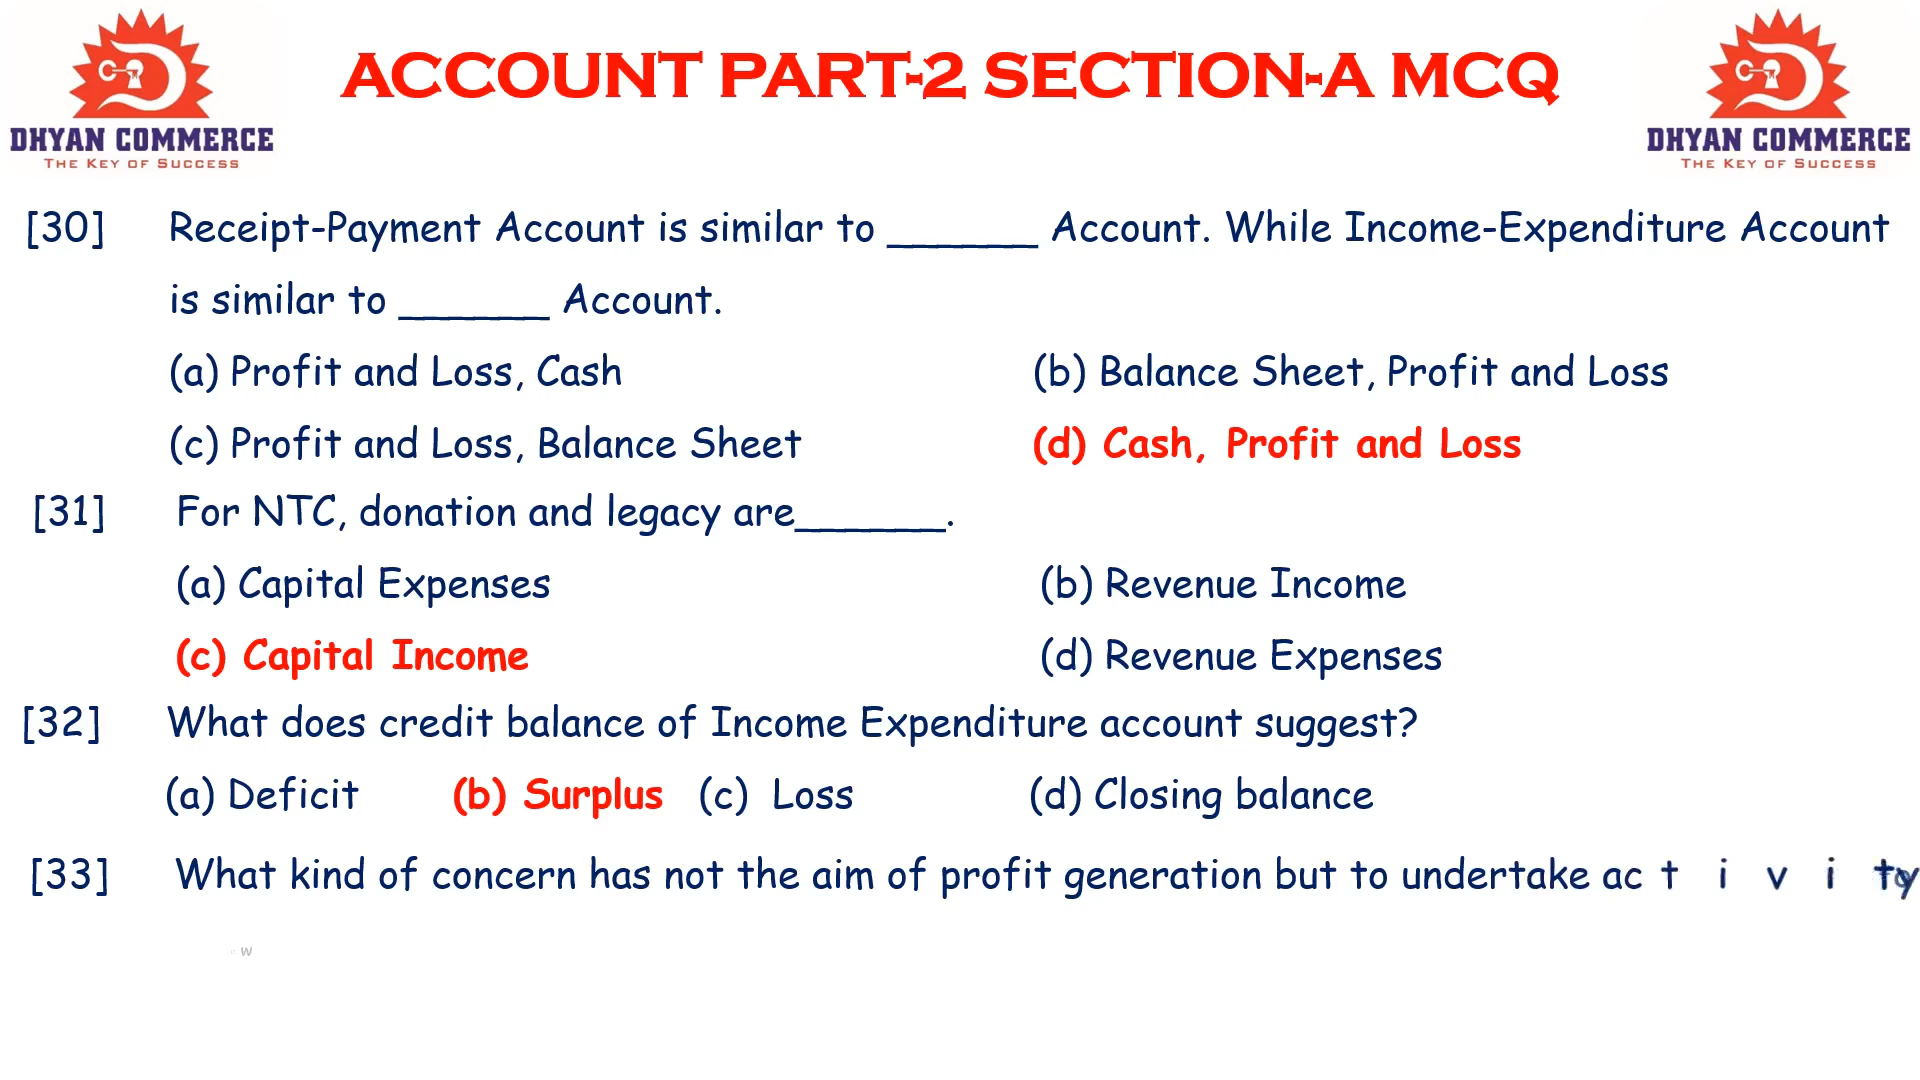 DHYAN COMMERCE
THE KEY OF SUCCESS
ACCOUNT PART-2 SECTION-A MCQ
DHYAN COMMERCE
THE KEY OF SUCCESS
[30] Receipt-Payment Account is similar to ______ Account. While Income-Expenditure Account
is similar to ______ Account.
(a) Profit and Loss, Cash (b) Balance Sheet, Profit and Loss
(c) Profit and Loss, Balance Sheet (d) Cash, Profit and Loss
[31] For NTC, donation and legacy are______.
(a) Capital Expenses (b) Revenue Income
(c) Capital Income (d) Revenue Expenses
[32] What does credit balance of Income Expenditure account suggest?
(a) Deficit (b) Surplus (c) Loss (d) Closing balance
[33] What kind of concern has not the aim of profit generation but to undertake activity